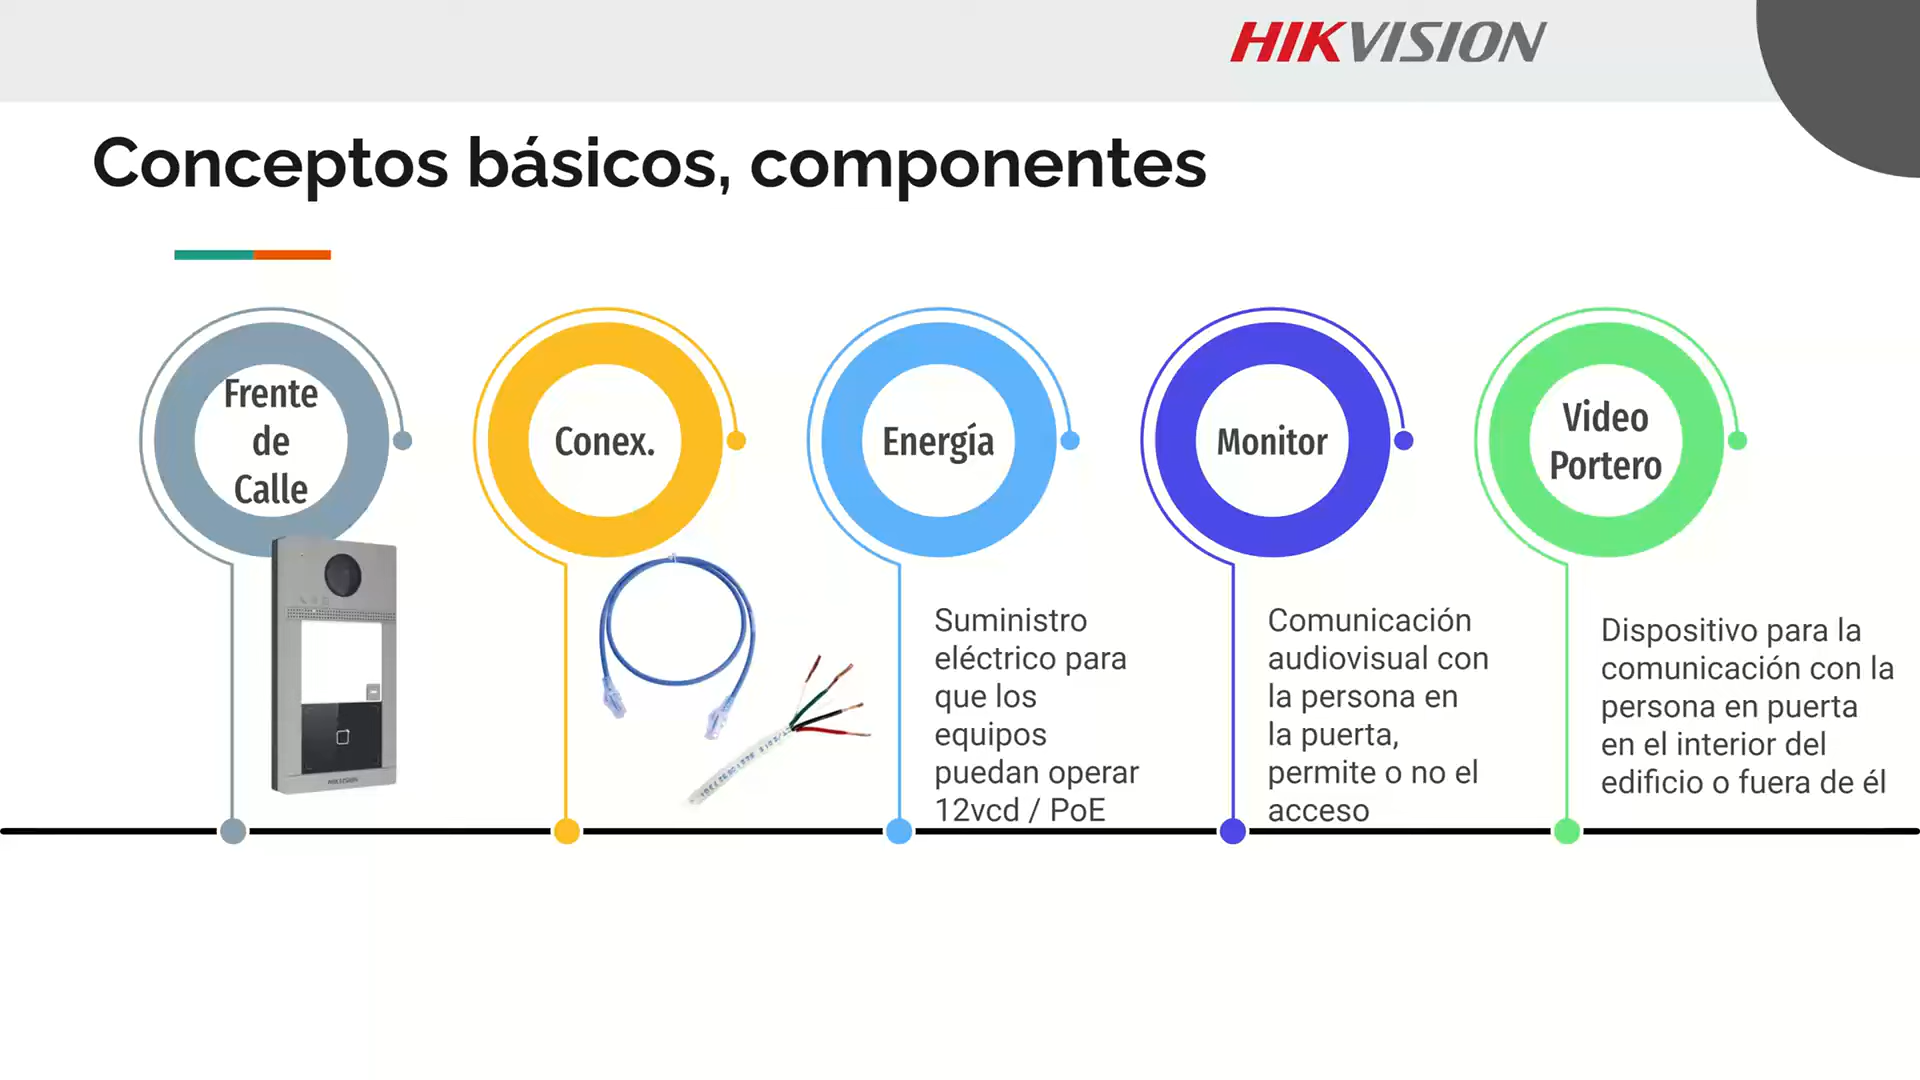 HIKVISION
Conceptos básicos, componentes
Frente
de
Calle
Conex.
Energía
Monitor
Video
Portero
Suministro
eléctrico para
que los
equipos
puedan operar
12vcd / PoE
Comunicación
audiovisual con
la persona en
la puerta,
permite o no el
acceso
Dispositivo para la
comunicación con la
persona en puerta
en el interior del
edificio o fuera de él
HIKVISION